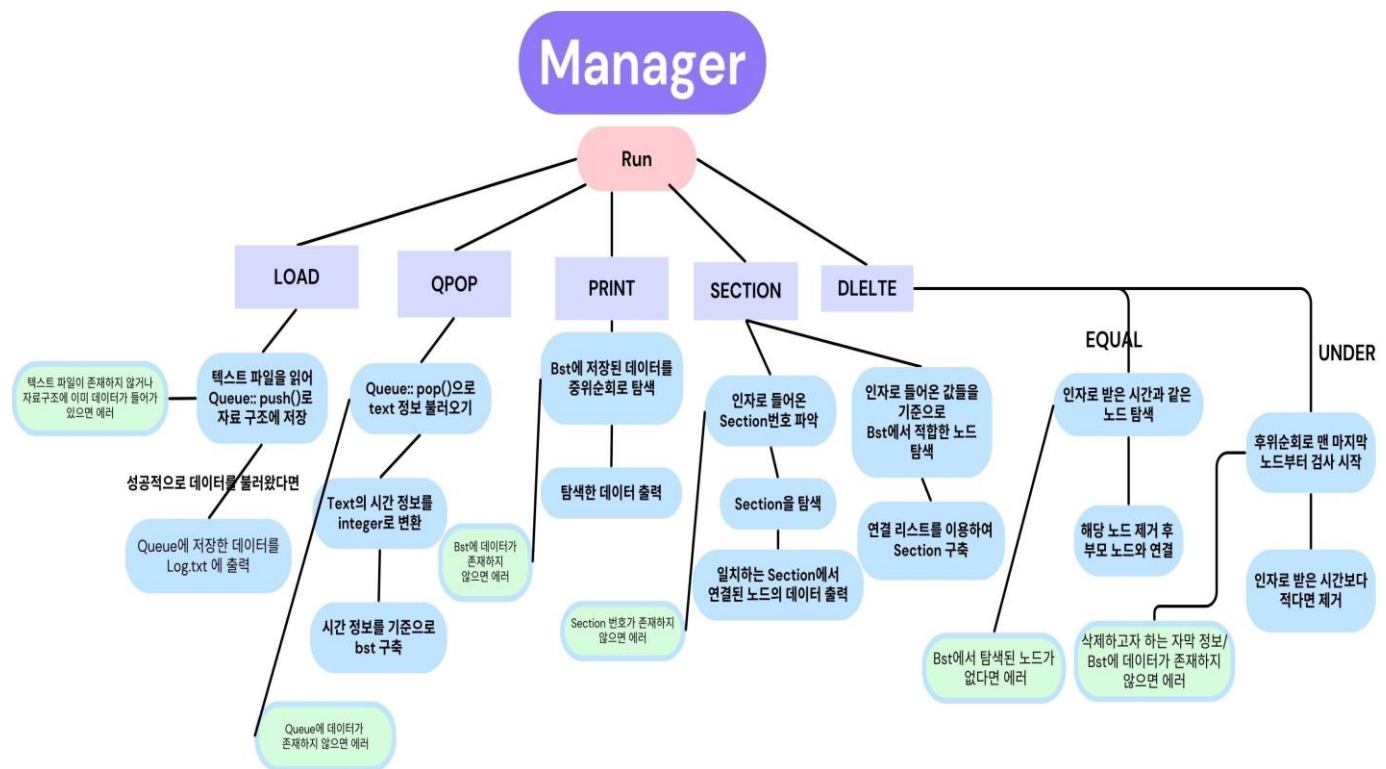 Manager
Run
LOAD
텍스트 파일이 존재하지 않거나
자료구조에 이미 데이터가 들어가
있으면 에러
텍스트 파일을 읽어
Queue:: push()로
자료 구조에 저장
성공적으로 데이터를 불러왔다면
Queue에 저장한 데이터를
Log.txt 에 출력
QPOP
Queue:: pop()으로
text 정보 불러오기
Text의 시간 정보를
integer로 변환
시간 정보를 기준으로
bst 구축
Queue에 데이터가
존재하지 않으면 에러
PRINT
Bst에 저장된 데이터를
중위순회로 탐색
탐색한 데이터 출력
Bst에 데이터가
존재하지
않으면 에러
SECTION
인자로 들어온
Section번호 파악
Section을 탐색
일치하는 Section에서
연결된 노드의 데이터 출력
Section 번호가 존재하지
않으면 에러
인자로 들어온 값들을
기준으로
Bst에서 적합한 노드
탐색
연결 리스트를 이용하여
Section 구축
DLELTE
EQUAL
인자로 받은 시간과 같은
노드 탐색
해당 노드 제거 후
부모 노드와 연결
Bst에서 탐색된 노드가
없다면 에러
UNDER
후위순회로 맨 마지막
노드부터 검사 시작
인자로 받은 시간보다
적다면 제거
삭제하고자 하는 자막 정보/
Bst에 데이터가 존재하지
않으면 에러